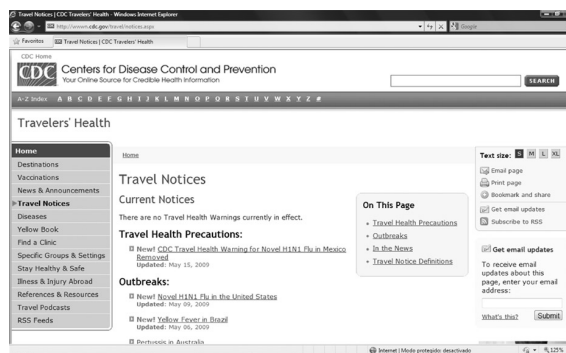 Travel Notices | CDC Travelers' Health - Windows Internet Explorer
http://wwwn.cdc.gov/travel/notices.aspx
Google
Favorites
Travel Notices | CDC Travelers' Health
CDC Home
CDC
Centers for Disease Control and Prevention
Your Online Source for Credible Health Information
SEARCH
A-Z Index A B C D E F G H I J K L M N O P Q R S T U V W X Y Z #
Travelers' Health
Home
Destinations
Vaccinations
News & Announcements
Travel Notices
Diseases
Yellow Book
Find a Clinic
Specific Groups & Settings
Stay Healthy & Safe
Illness & Injury Abroad
References & Resources
Travel Podcasts
RSS Feeds
Home
Travel Notices
Current Notices
There are no Travel Health Warnings currently in effect.
Travel Health Precautions:
New! CDC Travel Health Warning for Novel H1N1 Flu in Mexico
Removed
Updated: May 15, 2009
Outbreaks:
New! Novel H1N1 Flu in the United States
Updated: May 09, 2009
New! Yellow Fever in Brazil
Updated: May 06, 2009
Pertussis in Australia
On This Page
Travel Health Precautions
Outbreaks
In the News
Travel Notice Definitions
Text size: S M L XL
Email page
Print page
Bookmark and share
Get email updates
Subscribe to RSS
Get email updates
To receive email
updates about this
page, enter your email
address:
What's this? Submit
Internet | Modo protegido: desactivado
125%